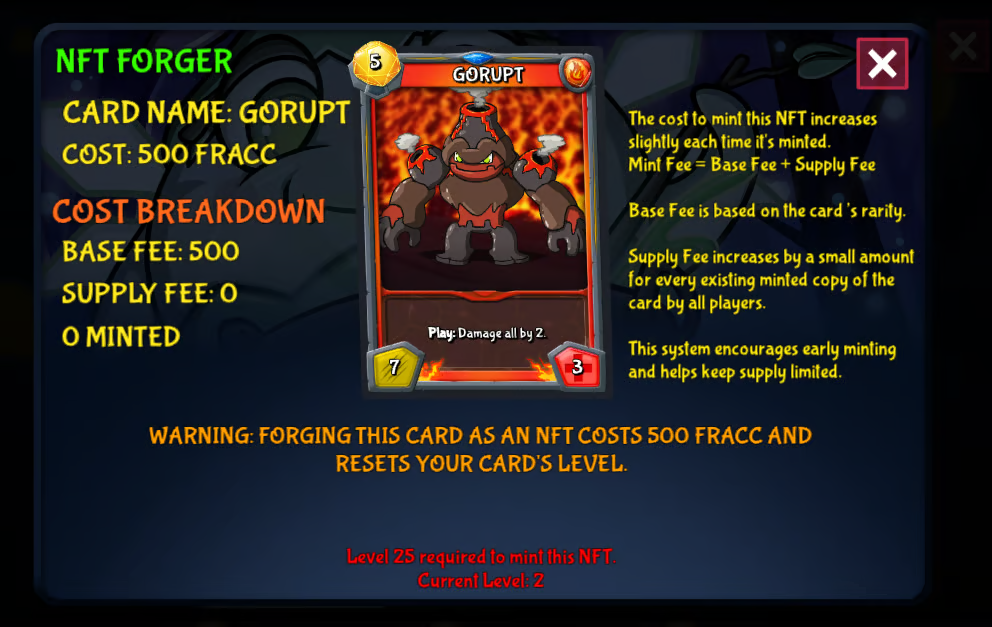 NFT FORGER
CARD NAME: GORUPT
COST: 500 FRACC
COST BREAKDOWN
BASE FEE: 500
SUPPLY FEE: 0
0 MINTED
5
GORUPT
Play: Damage all by 2.
7
3
The cost to mint this NFT increases
slightly each time it's minted.
Mint Fee = Base Fee + Supply Fee
Base Fee is based on the card 's rarity.
Supply Fee increases by a small amount
for every existing minted copy of the
card by all players.
This system encourages early minting
and helps keep supply limited.
WARNING: FORGING THIS CARD AS AN NFT COSTS 500 FRACC AND
RESETS YOUR CARD'S LEVEL.
Level 25 required to mint this NFT.
Current Level: 2